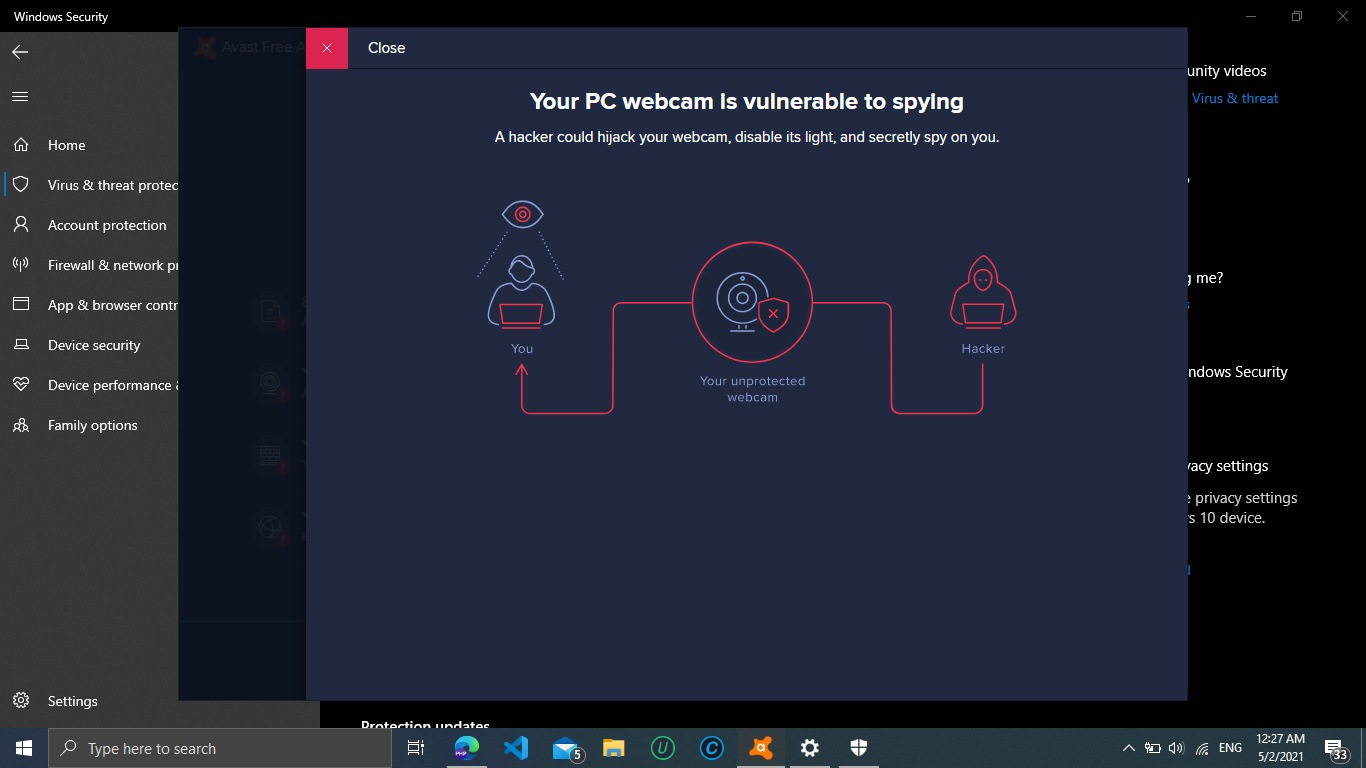 Windows Security
Avast Free A
Close
unity videos
Virus & threat
Your PC webcam is vulnerable to spying
A hacker could hijack your webcam, disable its light, and secretly spy on you.
Home
Virus & threat protec
Account protection
Firewall & network pr
App & browser contr
Device security
Device performance &
Family options
g me?
You
Hacker
Your unprotected
webcam
ndows Security
vacy settings
e privacy settings
s 10 device.
Settings
Protection updates
Type here to search
PHP
5
U
C
ENG
12:27 AM
5/2/2021
33